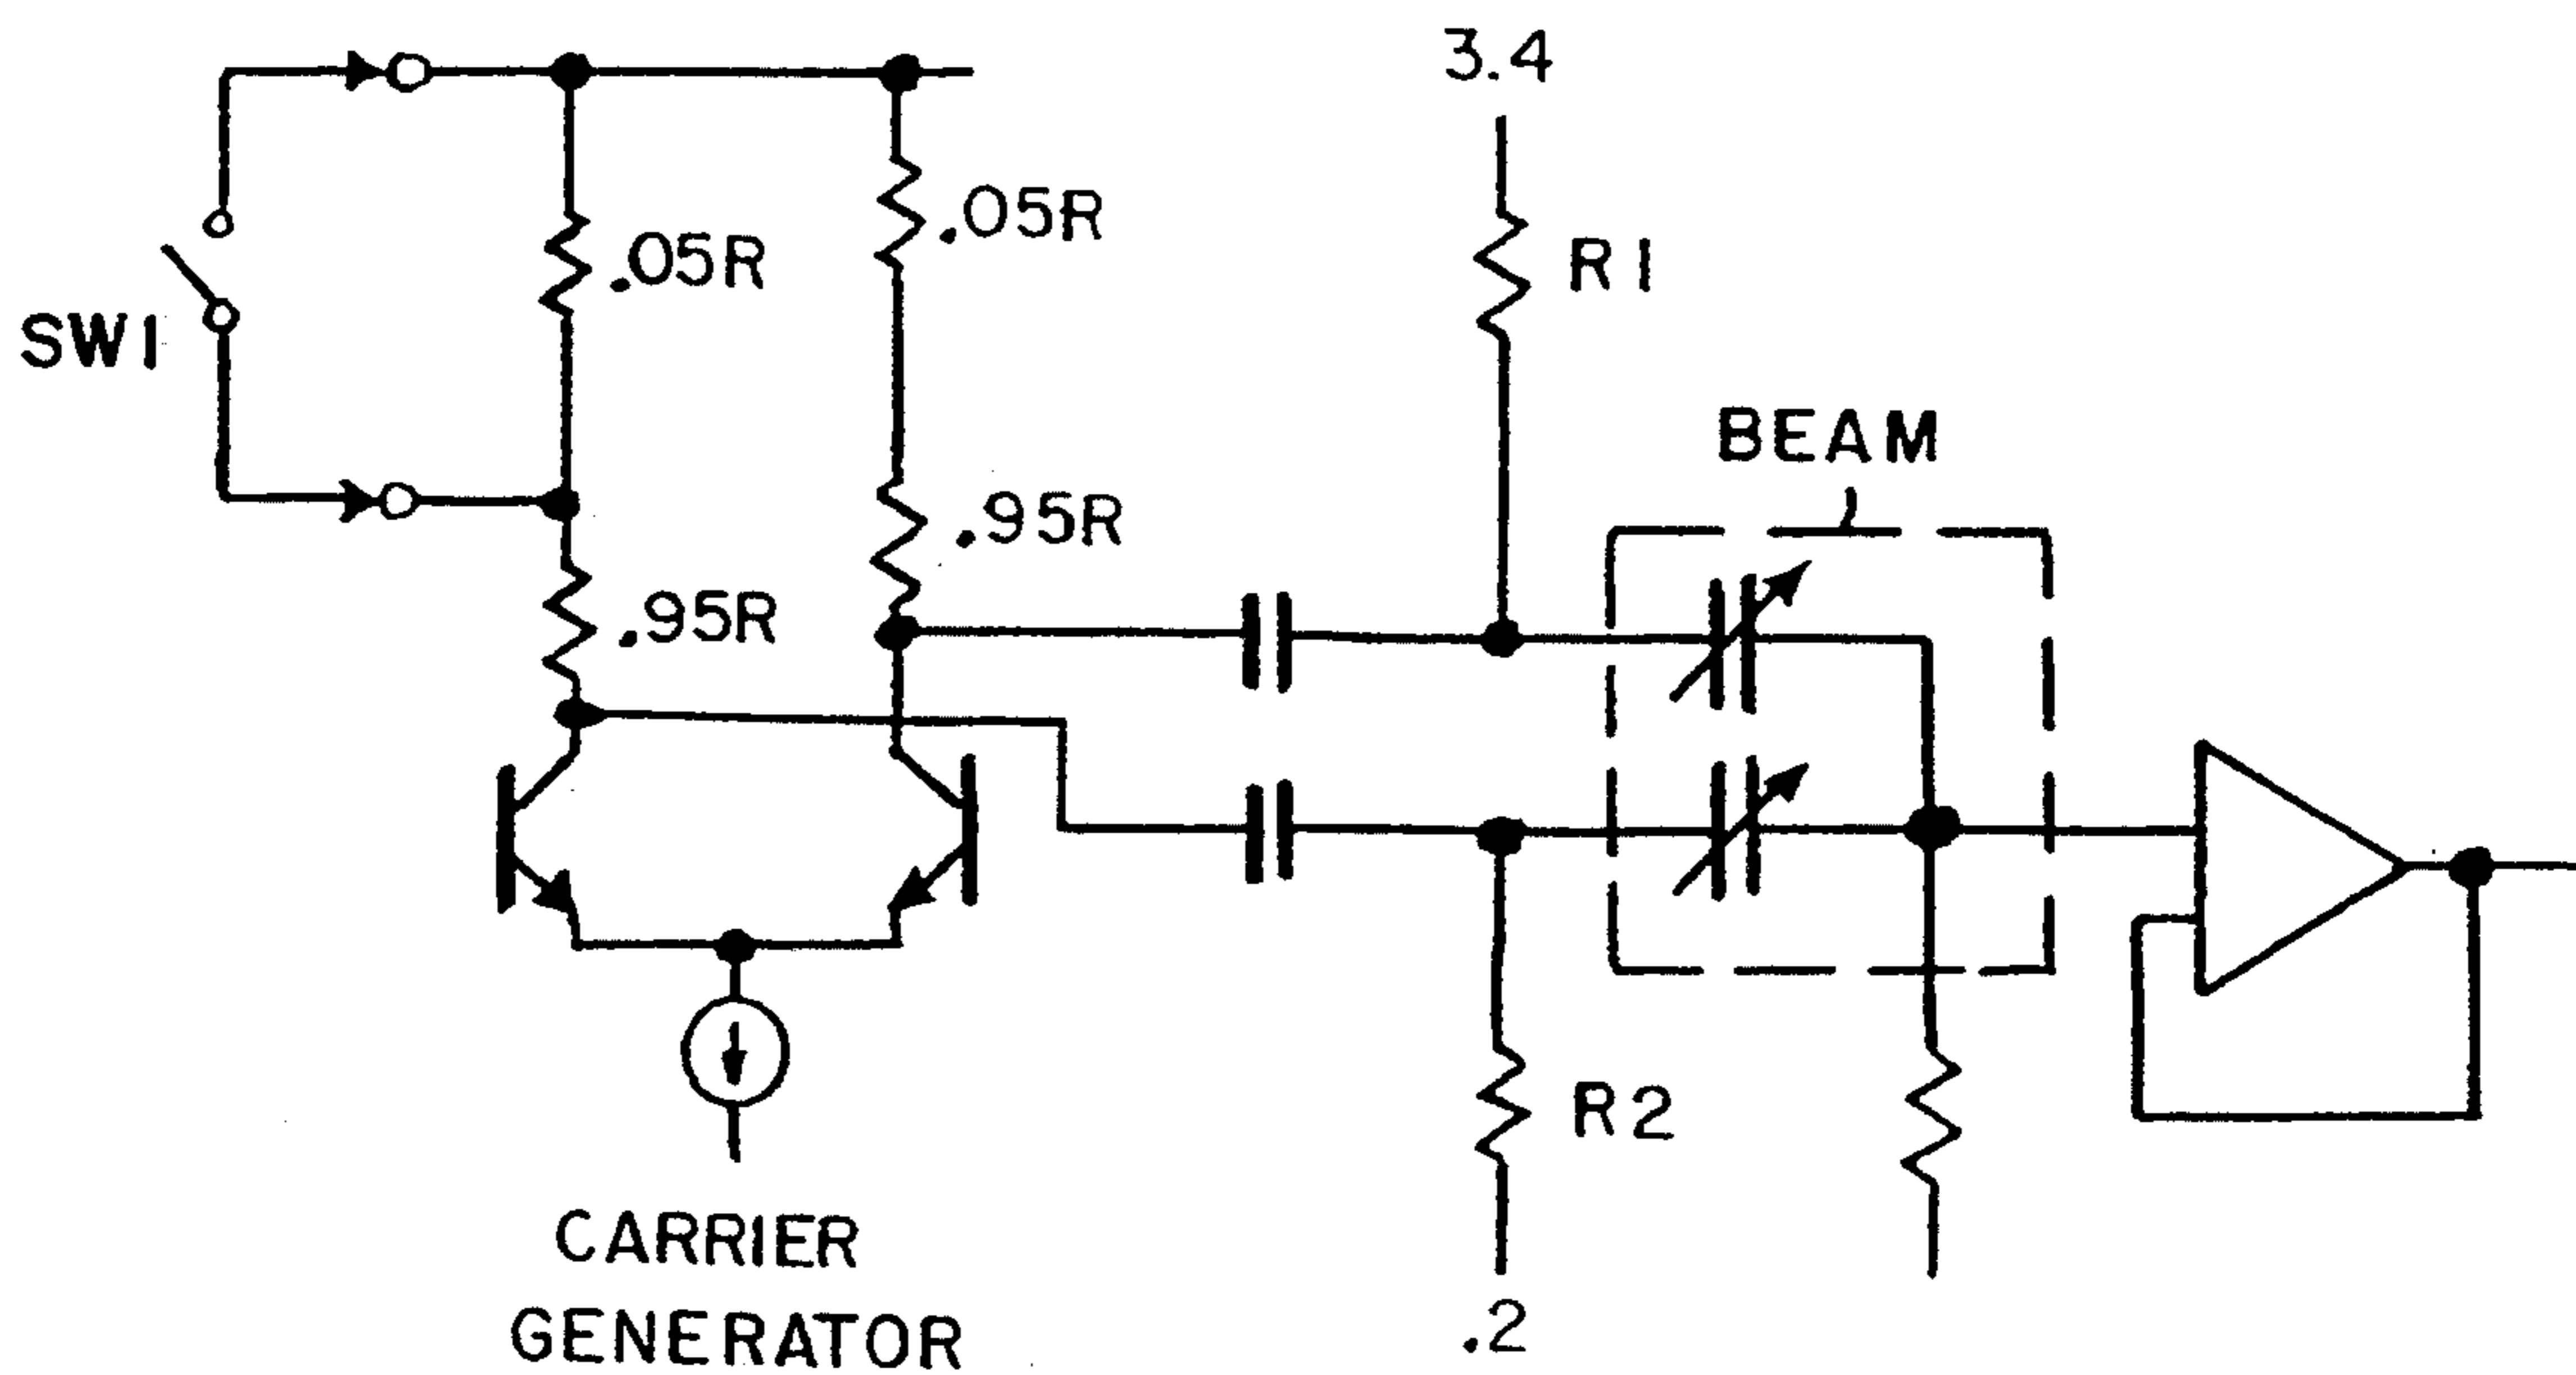 3.4
.05R
.05R
R1
SW1
BEAM
.95R
.95R
R2
CARRIER
GENERATOR
.2